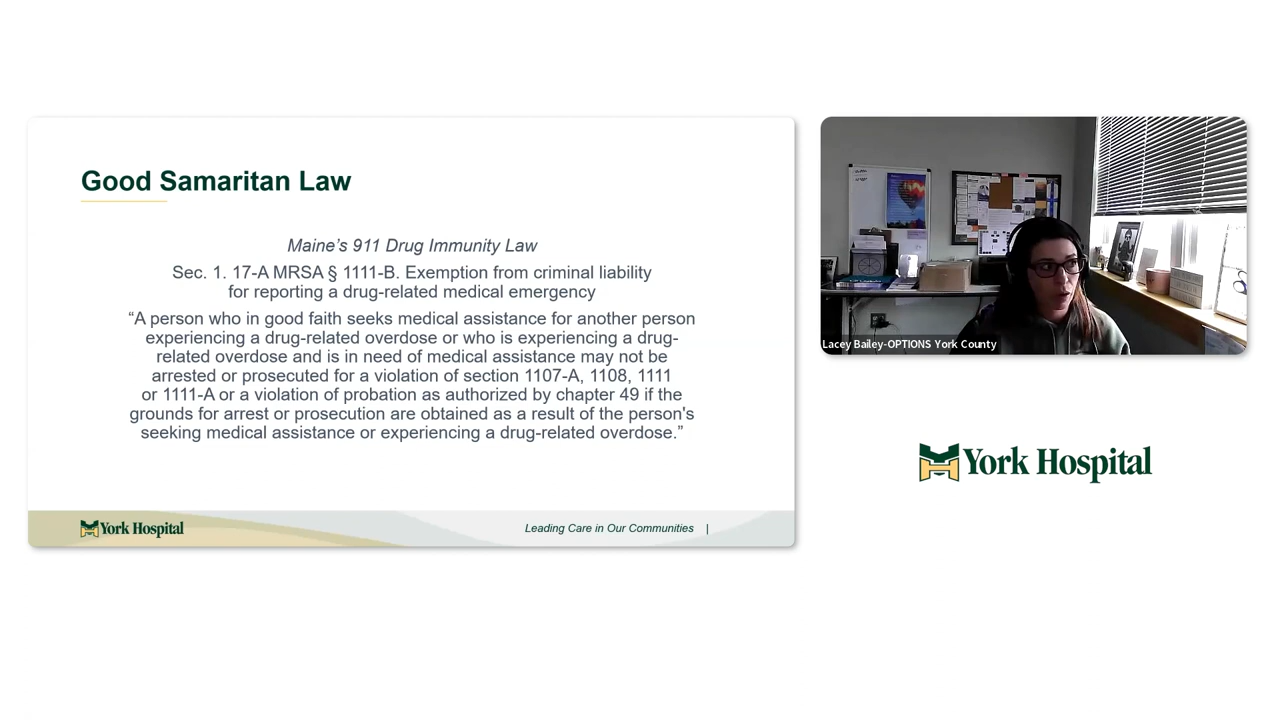 Good Samaritan Law
Maine’s 911 Drug Immunity Law
Sec. 1. 17-A MRSA § 1111-B. Exemption from criminal liability
for reporting a drug-related medical emergency
“A person who in good faith seeks medical assistance for another person
experiencing a drug-related overdose or who is experiencing a drug-
related overdose and is in need of medical assistance may not be
arrested or prosecuted for a violation of section 1107-A, 1108, 1111
or 1111-A or a violation of probation as authorized by chapter 49 if the
grounds for arrest or prosecution are obtained as a result of the person's
seeking medical assistance or experiencing a drug-related overdose.”
York Hospital
Leading Care in Our Communities |
Lacey Bailey-OPTIONS York County
York Hospital